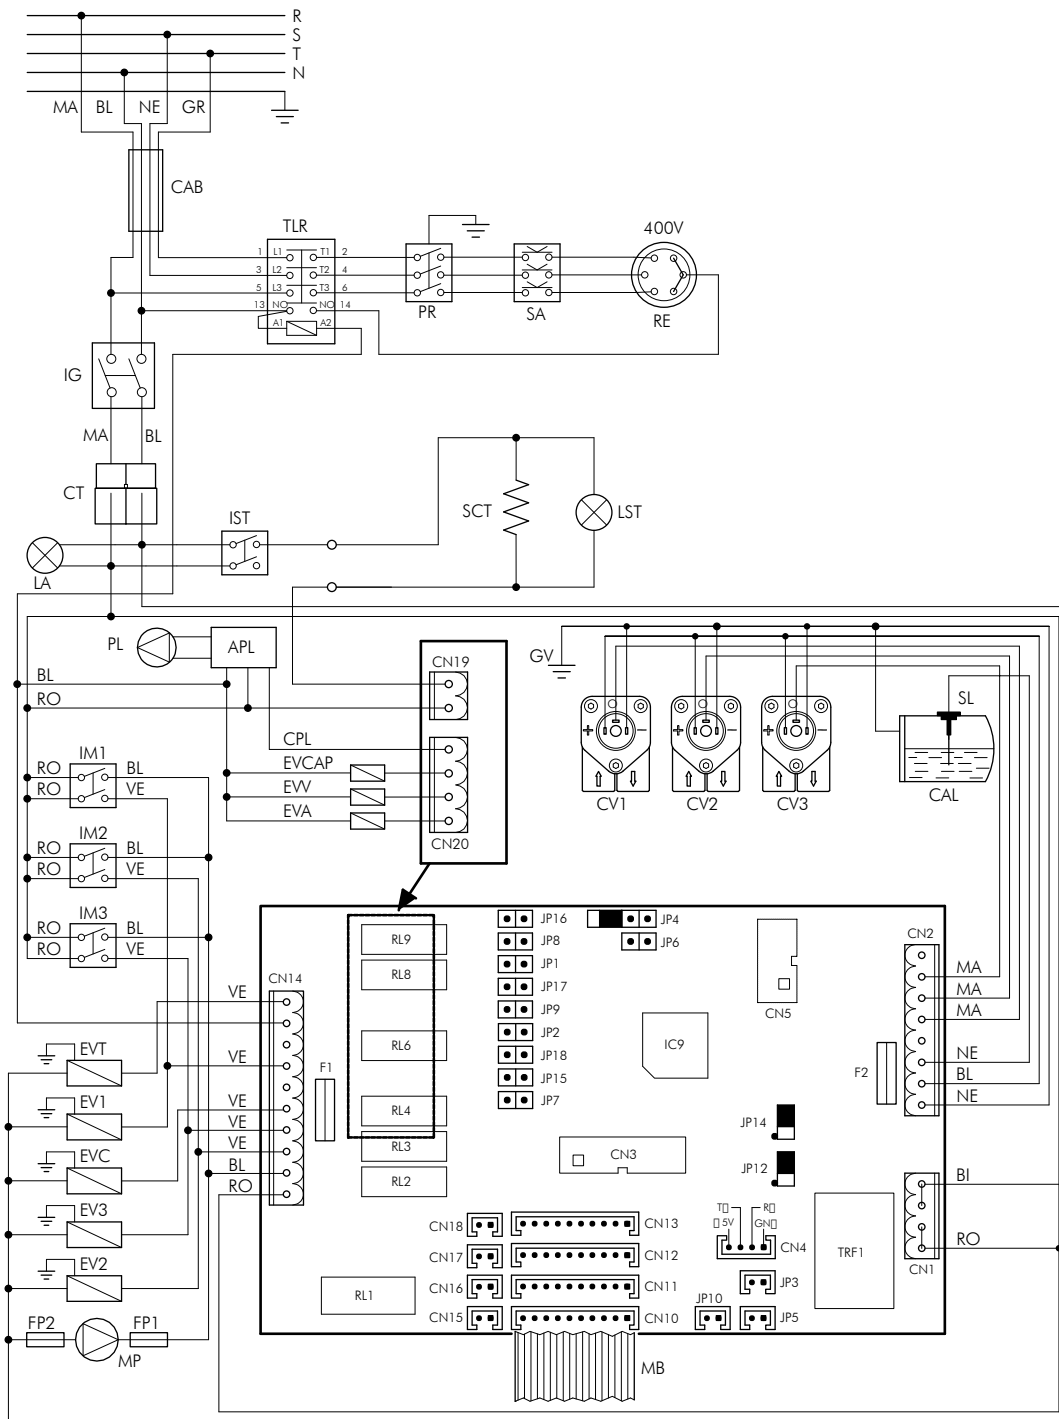 R
S
T
N
MA BL NE GR
CAB
TLR
400V
1 L1 T1 2
3 L2 T2 4
5 L3 T3 6
13 NO NO 14
A1 A2
PR
SA
RE
IG
MA BL
CT
SCT
LST
IST
LA
PL
APL
GV
CN19
BL
RO
SL
CPL
EVCAP
EVV
EVA
CN20
CV1
CV2
CV3
CAL
IM1
RO BL
RO VE
IM2
RO BL
RO VE
IM3
RO BL
RO VE
CN14
VE
VE
VE
VE
VE
BL
RO
EVT
EV1
EVC
EV3
EV2
FP2
FP1
MP
F1
RL9
RL8
RL6
RL4
RL3
RL2
RL1
JP16
JP8
JP1
JP17
JP9
JP2
JP18
JP15
JP7
JP4
JP6
CN5
IC9
CN2
MA
MA
MA
NE
BL
NE
F2
JP14
JP12
CN3
CN18
CN13
CN17
CN12
CN16
CN11
CN15
CN10
T R
5V GN
CN4
TRF1
BI
RO
CN1
JP3
JP10
JP5
MB